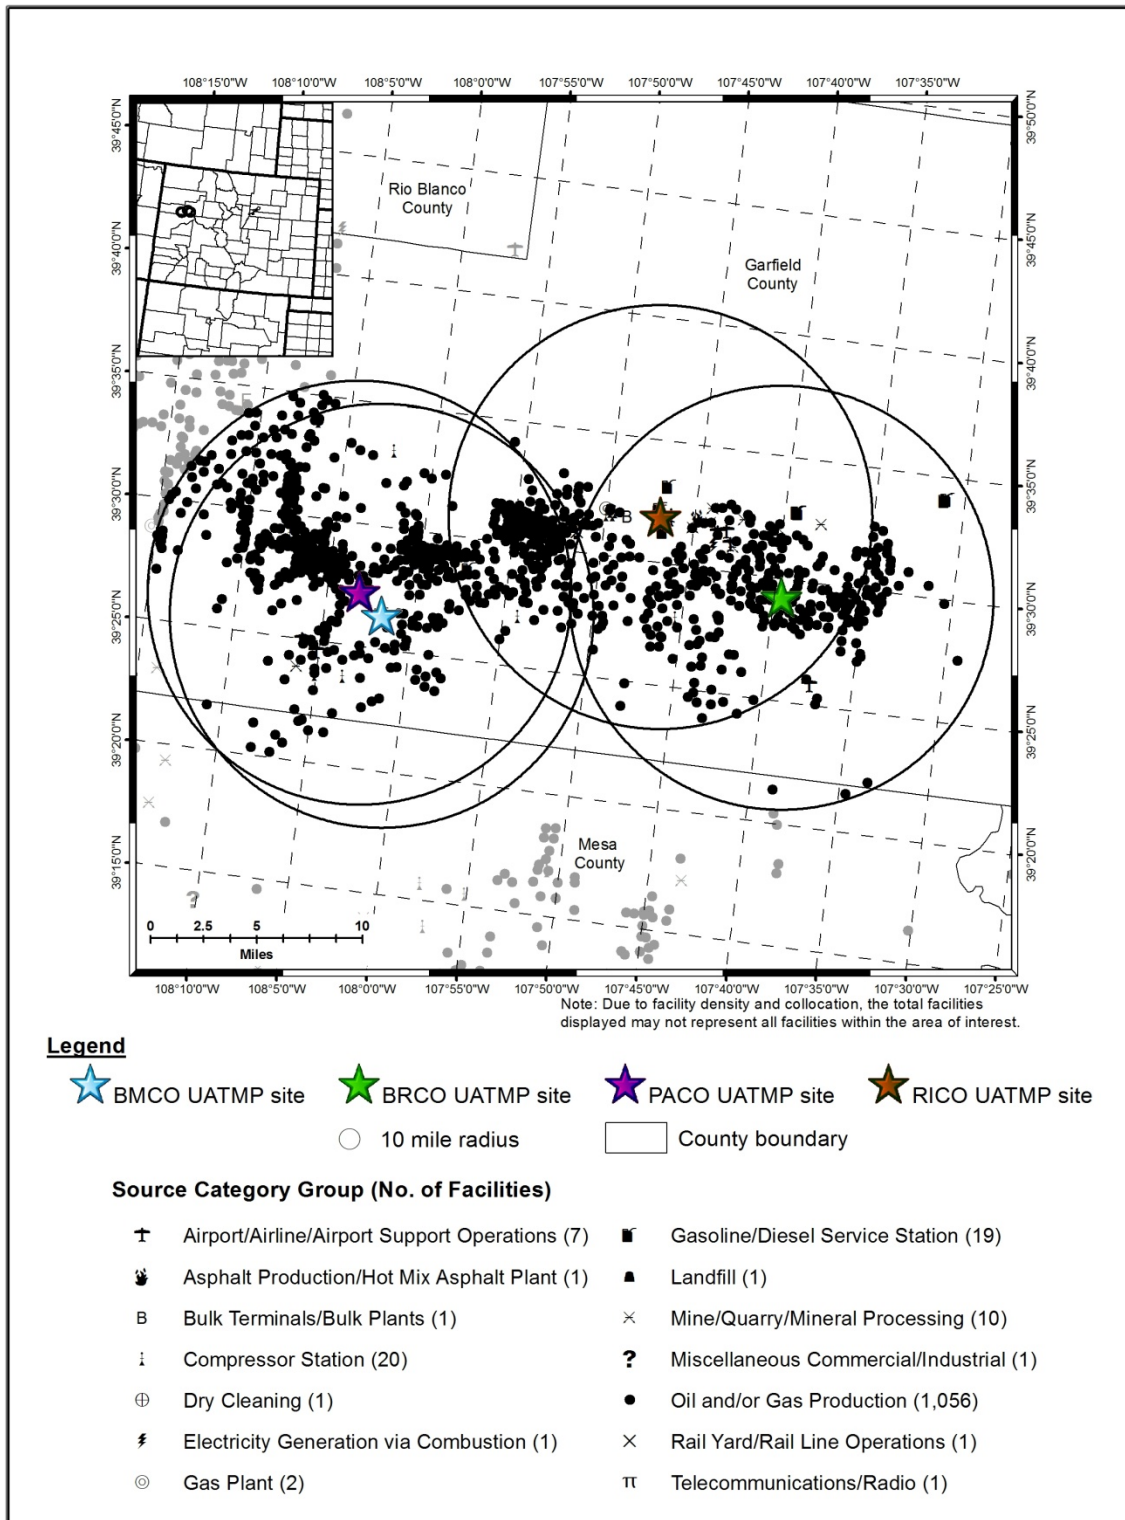 108°15'0"W 108°10'0"W 108°5'0"W 108°0'0"W 107°55'0"W 107°50'0"W 107°45'0"W 107°40'0"W 107°35'0"W
39°45'0"N
39°50'0"N
Rio Blanco
County
39°40'0"N
39°45'0"N
Garfield
County
39°35'0"N
39°40'0"N
39°30'0"N
39°35'0"N
B
39°25'0"N
39°30'0"N
39°20'0"N
39°25'0"N
39°15'0"N
39°20'0"N
Mesa
County
0 2.5 5 10
Miles
108°10'0"W 108°5'0"W 108°0'0"W 107°55'0"W 107°50'0"W 107°45'0"W 107°40'0"W 107°35'0"W 107°30'0"W 107°25'0"W
Note: Due to facility density and collocation, the total facilities
displayed may not represent all facilities within the area of interest.
Legend
BMCO UATMP site BRCO UATMP site PACO UATMP site RICO UATMP site
10 mile radius County boundary
Source Category Group (No. of Facilities)
Airport/Airline/Airport Support Operations (7) Gasoline/Diesel Service Station (19)
Asphalt Production/Hot Mix Asphalt Plant (1) Landfill (1)
B Bulk Terminals/Bulk Plants (1) Mine/Quarry/Mineral Processing (10)
Compressor Station (20) ? Miscellaneous Commercial/Industrial (1)
Dry Cleaning (1) Oil and/or Gas Production (1,056)
Electricity Generation via Combustion (1) Rail Yard/Rail Line Operations (1)
Gas Plant (2) π Telecommunications/Radio (1)